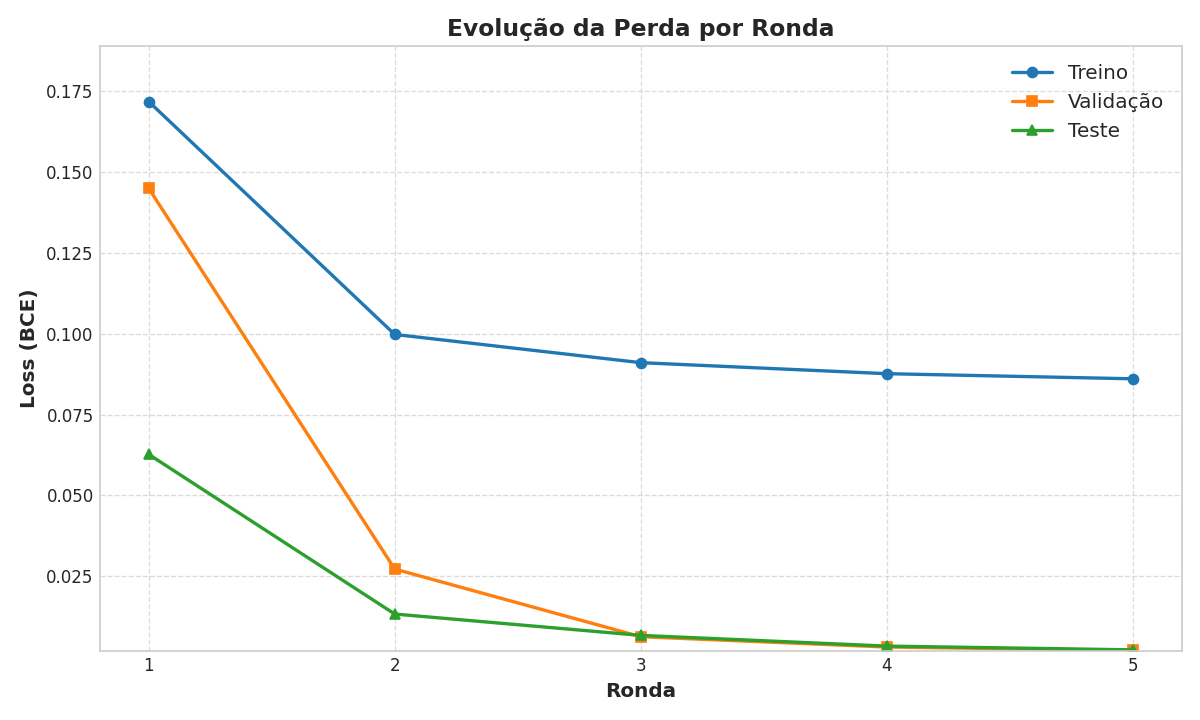 Evolução da Perda por Ronda
Treino
Validação
Teste
0.175
0.150
0.125
0.100
0.075
0.050
0.025
Loss (BCE)
1 2 3 4 5
Ronda